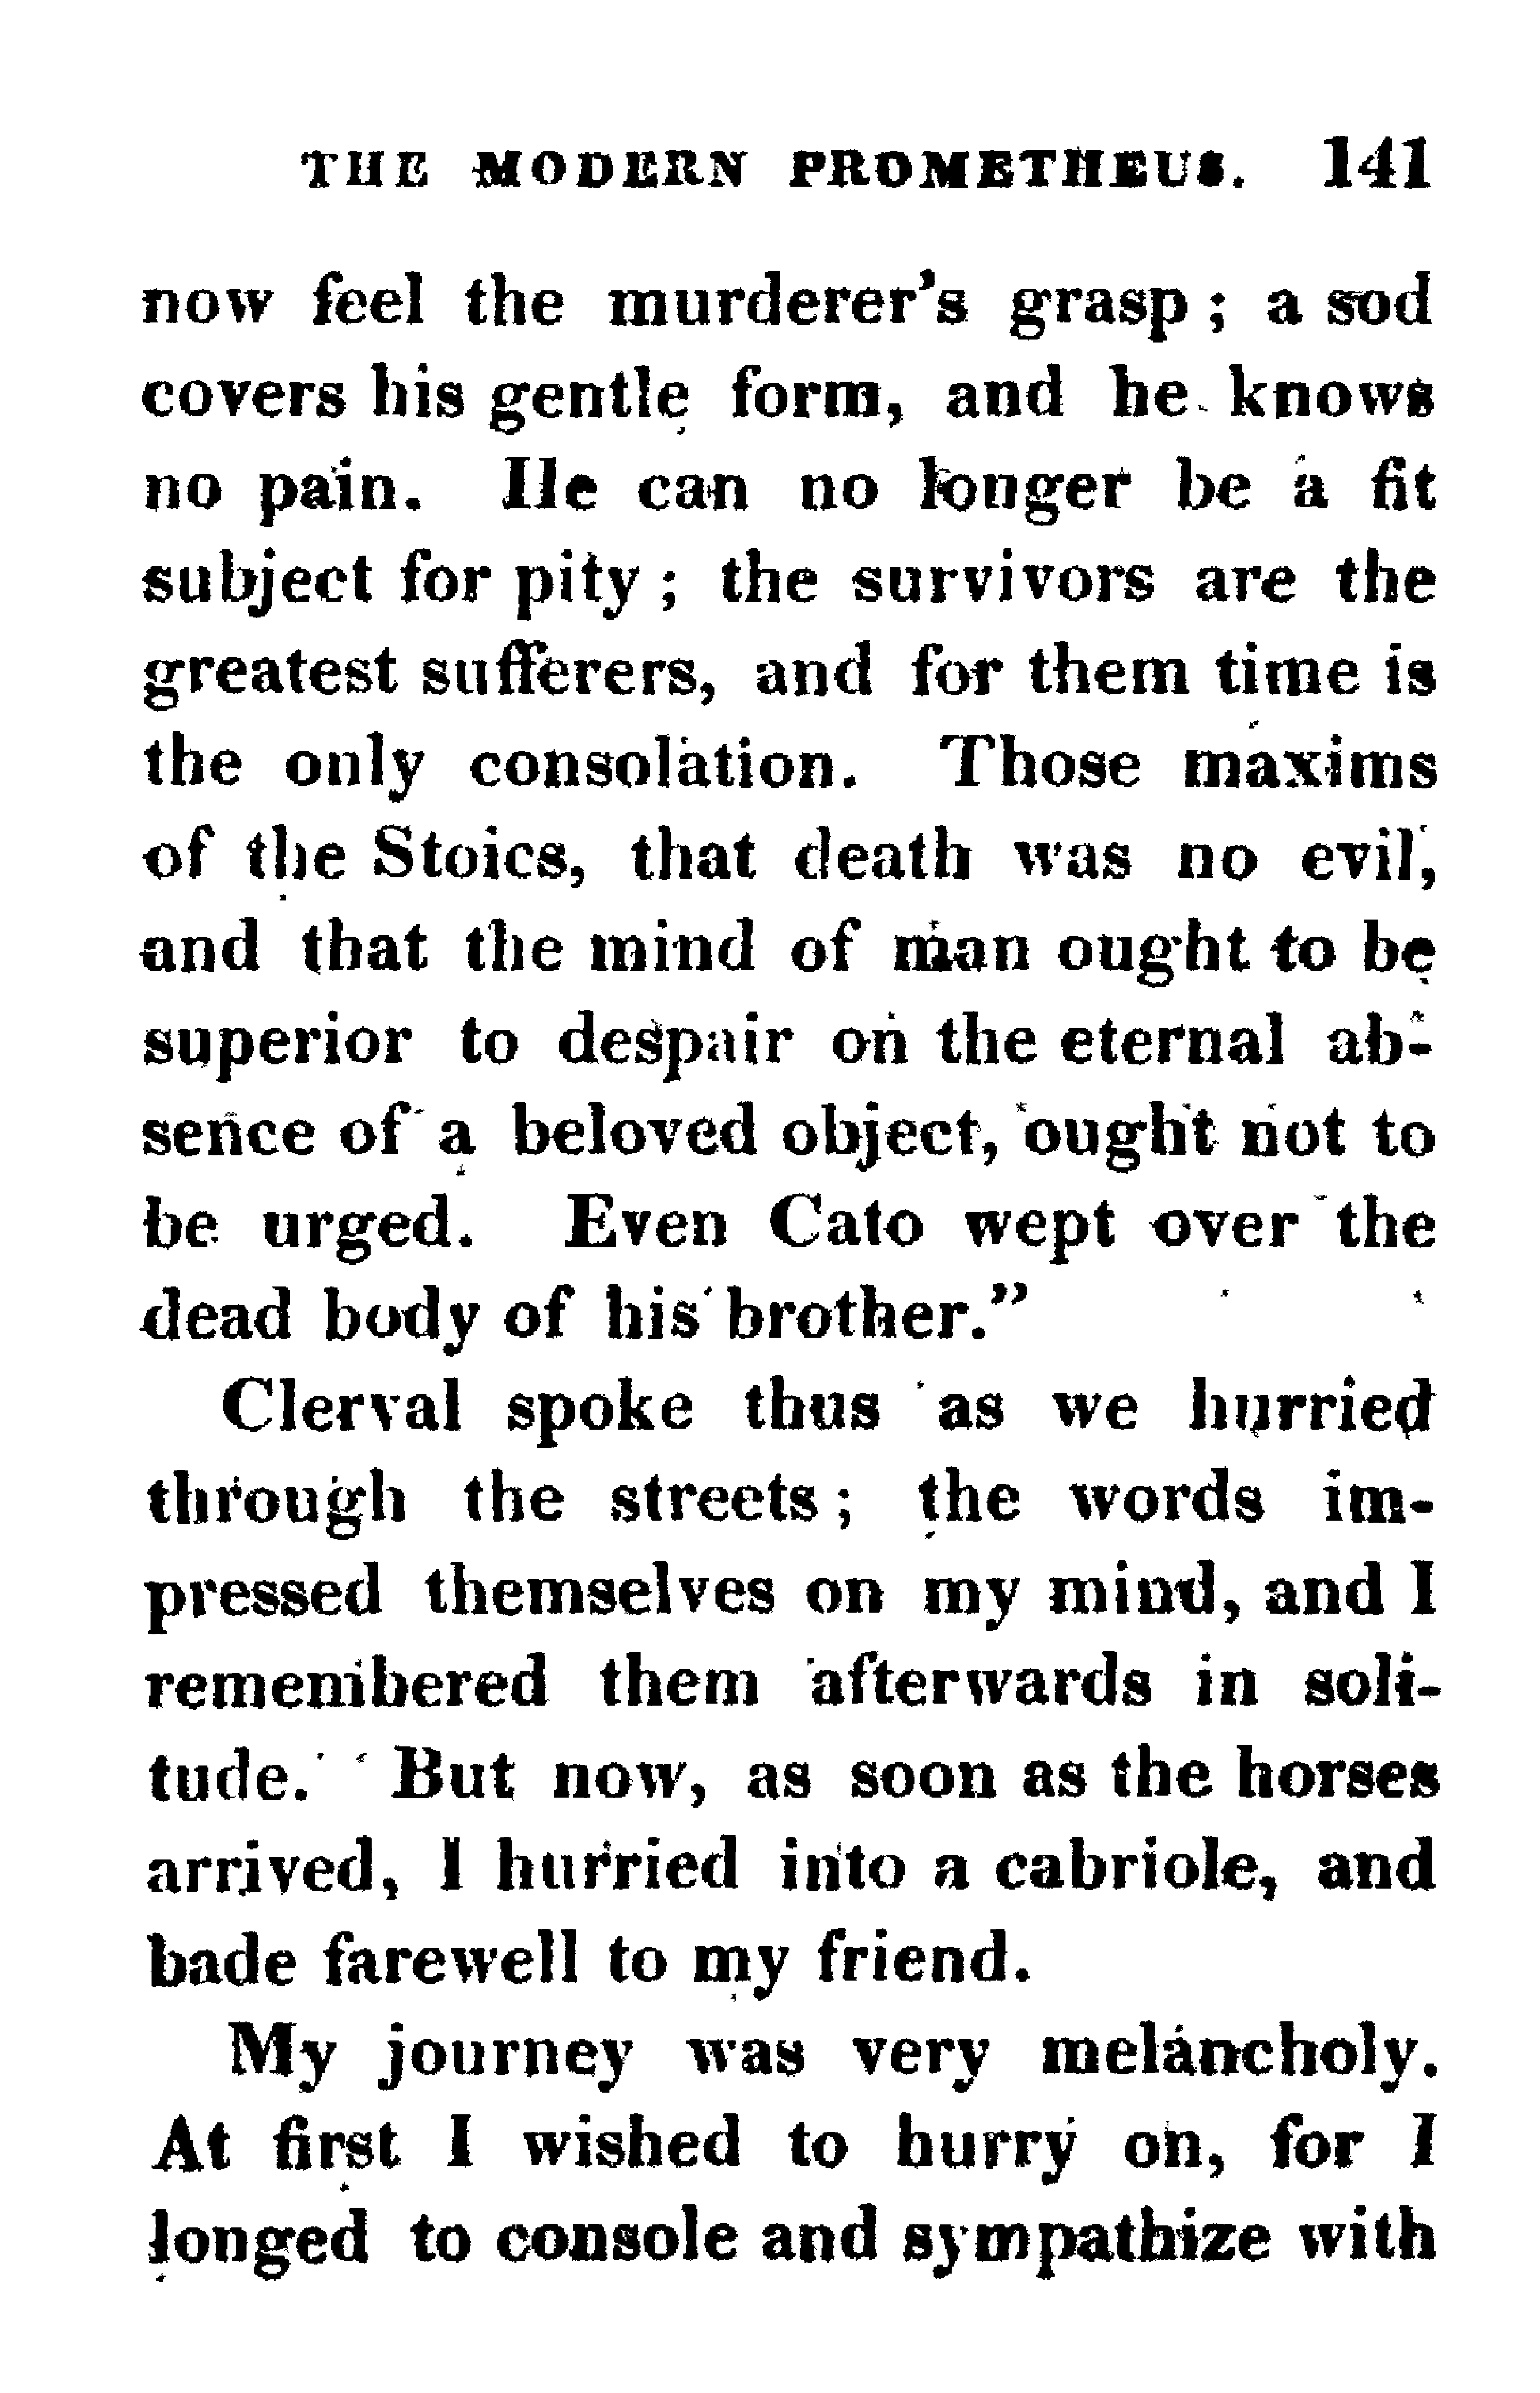 THE MODERN PROMETHEUS. 141
now feel the murderer's grasp ; a sod
covers his gentle form, and he knows
no pain. He can no longer be a fit
subject for pity ; the survivors are the
greatest sufferers, and for them time is
the only consolation. Those maxims
of the Stoics, that death was no evil,
and that the mind of man ought to be
superior to despair on the eternal ab-
sence of a beloved object, ought not to
be urged. Even Cato wept over the
dead body of his brother."
Clerval spoke thus as we hurried
through the streets ; the words im-
pressed themselves on my mind, and I
remembered them afterwards in soli-
tude. But now, as soon as the horses
arrived, I hurried into a cabriole, and
bade farewell to my friend.
My journey was very melancholy.
At first I wished to hurry on, for I
longed to console and sympathize with